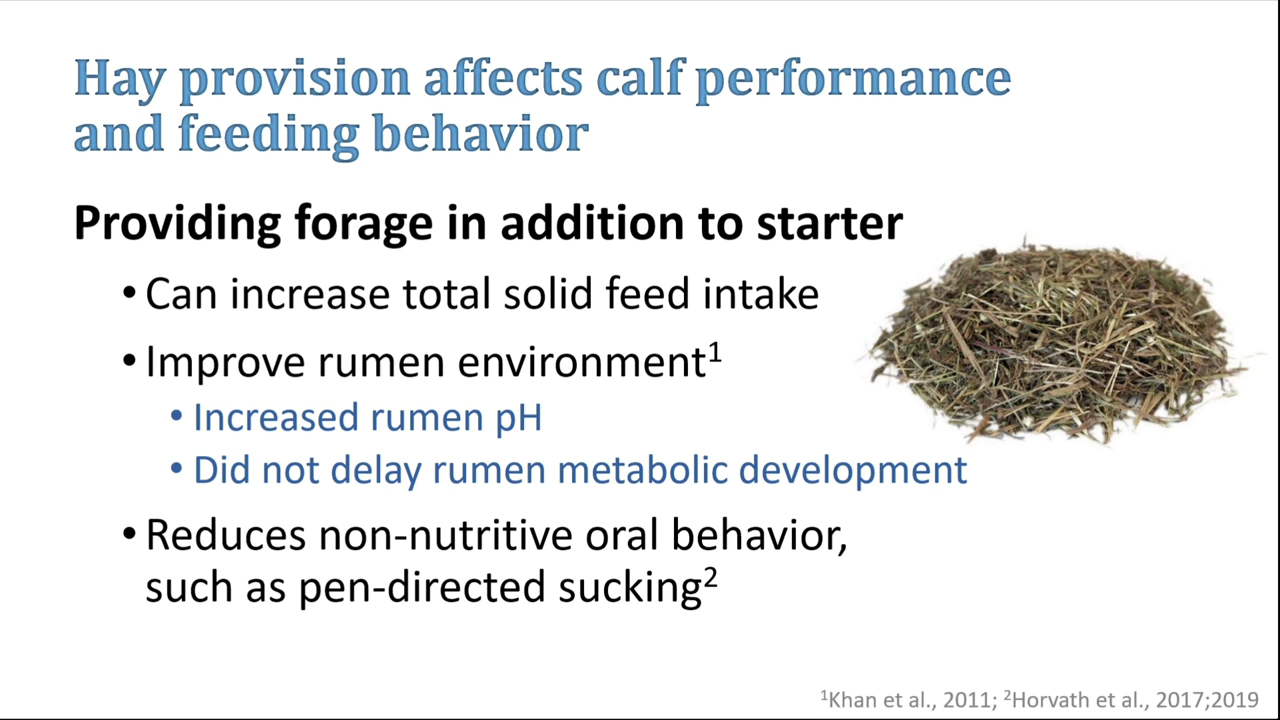 Hay provision affects calf performance
and feeding behavior
Providing forage in addition to starter
• Can increase total solid feed intake
• Improve rumen environment¹
• Increased rumen pH
• Did not delay rumen metabolic development
• Reduces non-nutritive oral behavior,
such as pen-directed sucking²
¹Khan et al., 2011; ²Horvath et al., 2017;2019